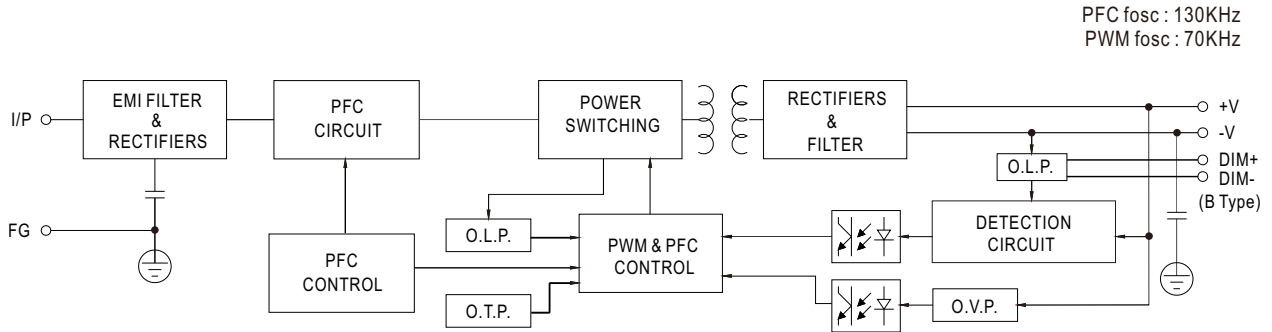 PFC fosc : 130KHz
PWM fosc : 70KHz
I/P
EMI FILTER
&
RECTIFIERS
PFC
CIRCUIT
POWER
SWITCHING
RECTIFIERS
&
FILTER
+V
-V
O.L.P.
DIM+
DIM-
(B Type)
FG
PFC
CONTROL
O.L.P.
O.T.P.
PWM & PFC
CONTROL
DETECTION
CIRCUIT
O.V.P.